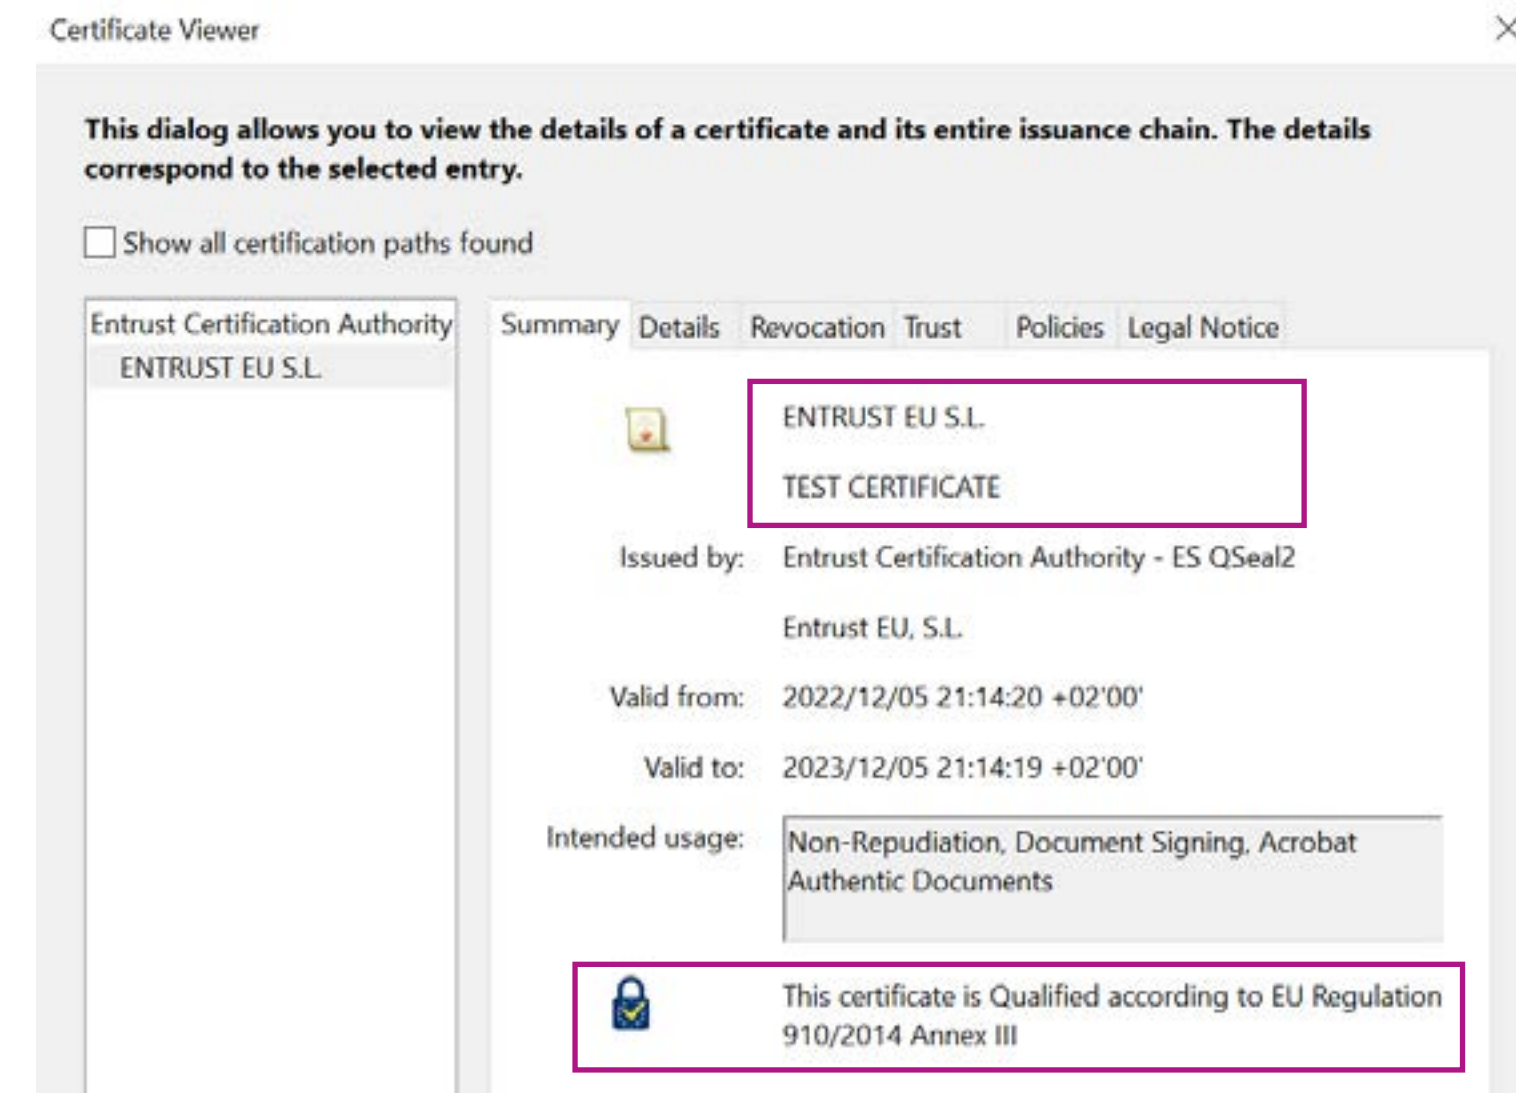 Certificate Viewer
This dialog allows you to view the details of a certificate and its entire issuance chain. The details
correspond to the selected entry.
Show all certification paths found
Entrust Certification Authority
ENTRUST EU S.L.
Summary Details Revocation Trust Policies Legal Notice
ENTRUST EU S.L.
TEST CERTIFICATE
Issued by: Entrust Certification Authority - ES QSeal2
Entrust EU, S.L.
Valid from: 2022/12/05 21:14:20 +02'00'
Valid to: 2023/12/05 21:14:19 +02'00'
Intended usage: Non-Repudiation, Document Signing, Acrobat
Authentic Documents
This certificate is Qualified according to EU Regulation
910/2014 Annex III